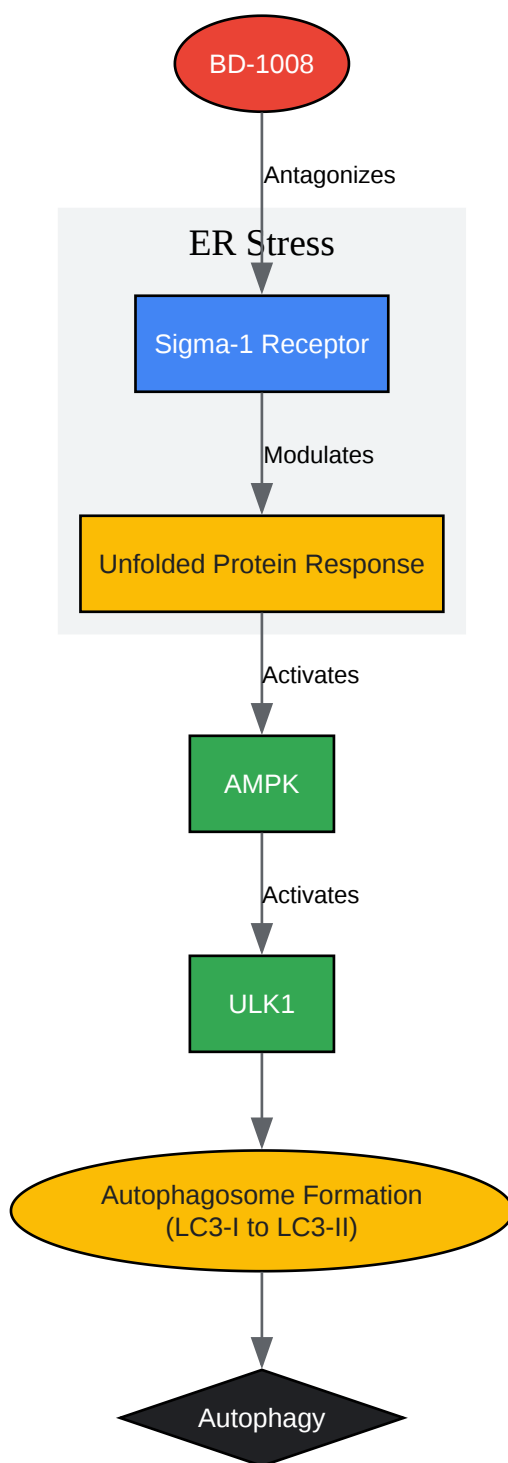 BD-1008
Antagonizes
ER Stress
Sigma-1 Receptor
Modulates
Unfolded Protein Response
Activates
AMPK
Activates
ULK1
Autophagosome Formation
(LC3-I to LC3-II)
Autophagy